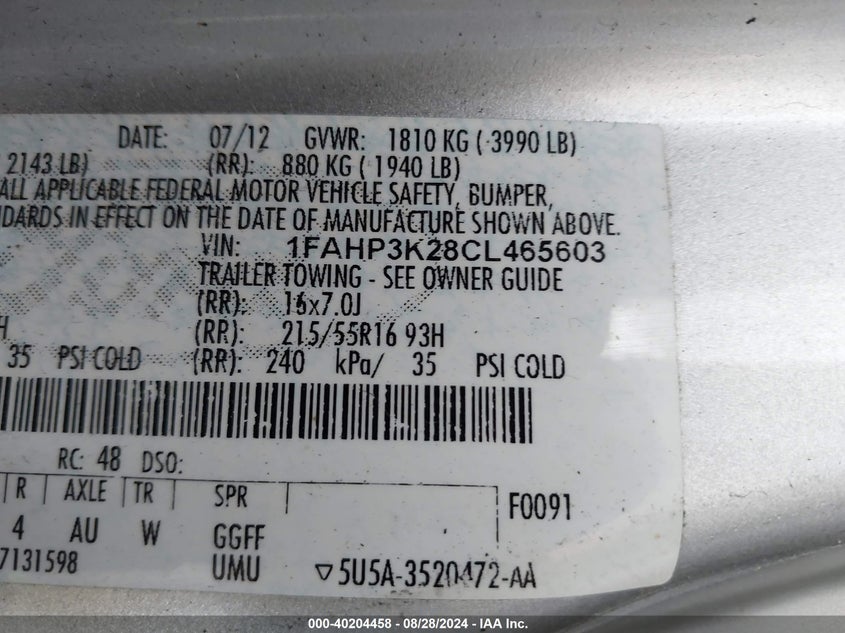 DATE: 07/12 GVWR: 1810 KG ( 3990 LB)
2143 LB) (RR): 880 KG ( 1940 LB)
ALL APPLICABLE FEDERAL MOTOR VEHICLE SAFETY, BUMPER,
NDARDS IN EFFECT ON THE DATE OF MANUFACTURE SHOWN ABOVE.
VIN: 1FAHP3K28CL465603
TRAILER TOWING - SEE OWNER GUIDE
(RR): 16x7.0J
H (RR): 215/55R16 93H
35 PSI COLD (RR): 240 kPa/ 35 PSI COLD
RC: 48 DSO:
R AXLE TR SPR F0091
4 AU W GGFF
7131598 UMU ▽5U5A-3520472-AA
000-40204458 - 08/28/2024 - IAA Inc.